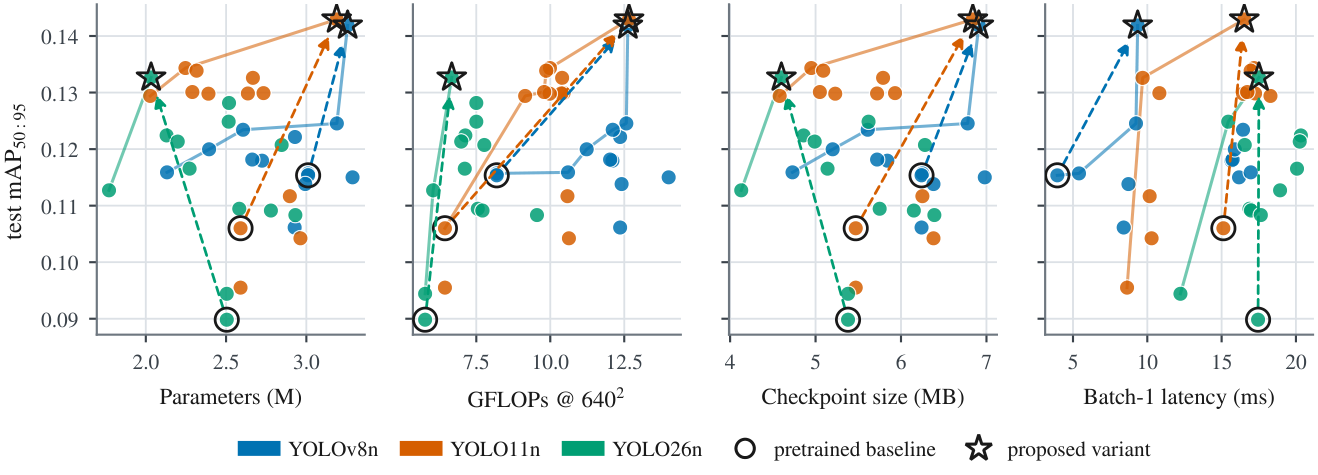 test mAP50:95
0.14
0.13
0.12
0.11
0.10
0.09
2.0 2.5 3.0
Parameters (M)
7.5 10.0 12.5
GFLOPs @ 640²
4 5 6 7
Checkpoint size (MB)
5 10 15 20
Batch-1 latency (ms)
YOLOv8n YOLO11n YOLO26n pretrained baseline proposed variant